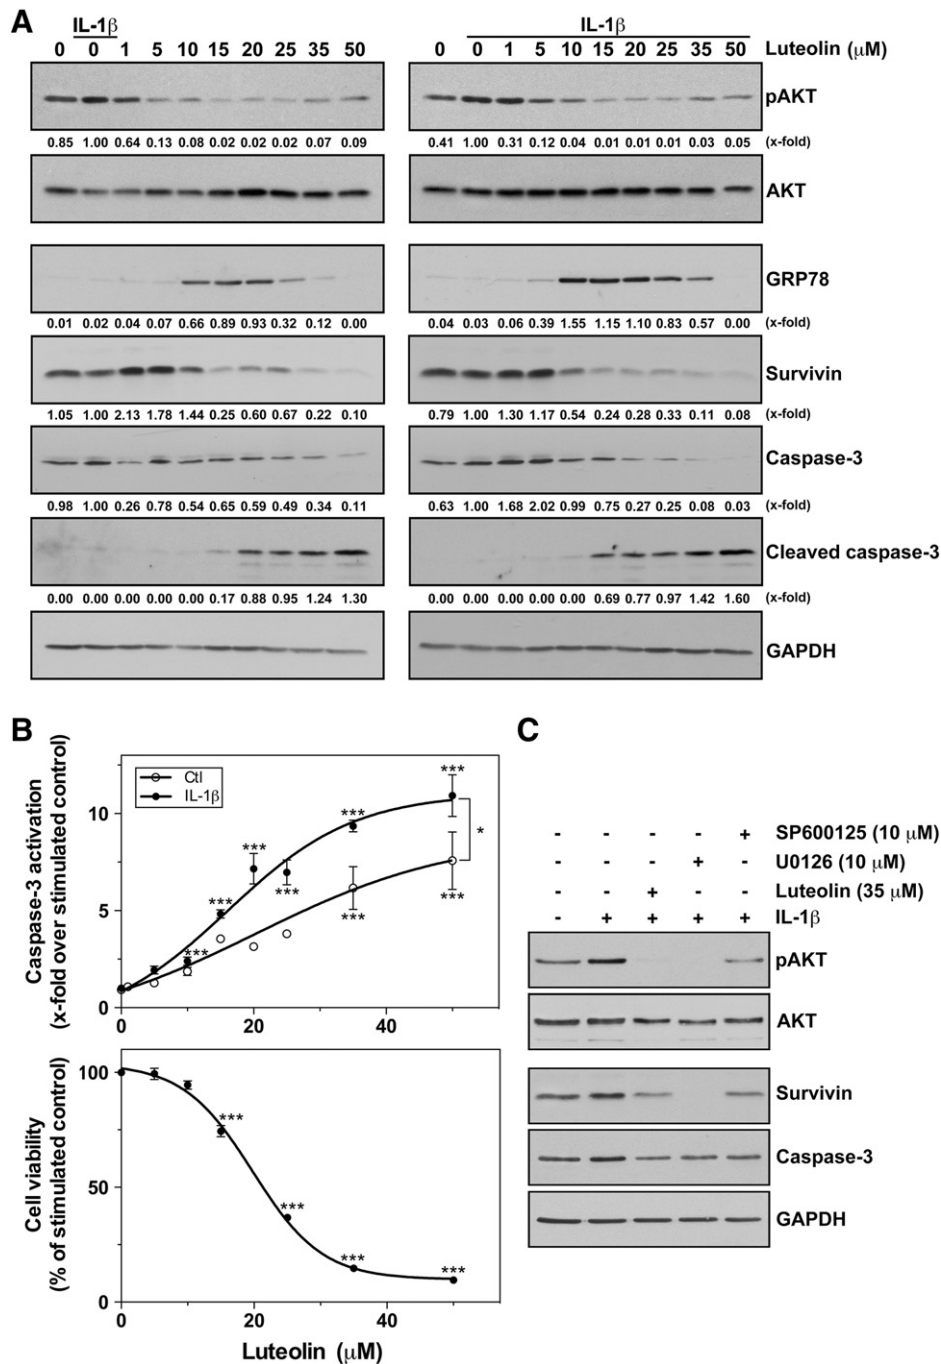 A
IL-1β IL-1β
0 0 1 5 10 15 20 25 35 50 0 0 1 5 10 15 20 25 35 50 Luteolin (μM)
pAKT
0.85 1.00 0.64 0.13 0.08 0.02 0.02 0.02 0.07 0.09 0.41 1.00 0.31 0.12 0.04 0.01 0.01 0.01 0.03 0.05 (x-fold)
AKT
GRP78
0.01 0.02 0.04 0.07 0.66 0.89 0.93 0.32 0.12 0.00 0.04 0.03 0.06 0.39 1.55 1.15 1.10 0.83 0.57 0.00 (x-fold)
Survivin
1.05 1.00 2.13 1.78 1.44 0.25 0.60 0.67 0.22 0.10 0.79 1.00 1.30 1.17 0.54 0.24 0.28 0.33 0.11 0.08 (x-fold)
Caspase-3
0.98 1.00 0.26 0.78 0.54 0.65 0.59 0.49 0.34 0.11 0.63 1.00 1.68 2.02 0.99 0.75 0.27 0.25 0.08 0.03 (x-fold)
Cleaved caspase-3
0.00 0.00 0.00 0.00 0.00 0.17 0.88 0.95 1.24 1.30 0.00 0.00 0.00 0.00 0.00 0.69 0.77 0.97 1.42 1.60 (x-fold)
GAPDH
B
Caspase-3 activation
(x-fold over stimulated control)
Ctl
IL-1β
10
5
0
*** *** *** *** *** *** *** *** *
0 20 40
Cell viability
(% of stimulated control)
100
50
0
*** *** *** ***
0 20 40
Luteolin (μM)
C
- - - - + SP600125 (10 μM)
- - - + - U0126 (10 μM)
- - + - - Luteolin (35 μM)
- + + + + IL-1β
pAKT
AKT
Survivin
Caspase-3
GAPDH